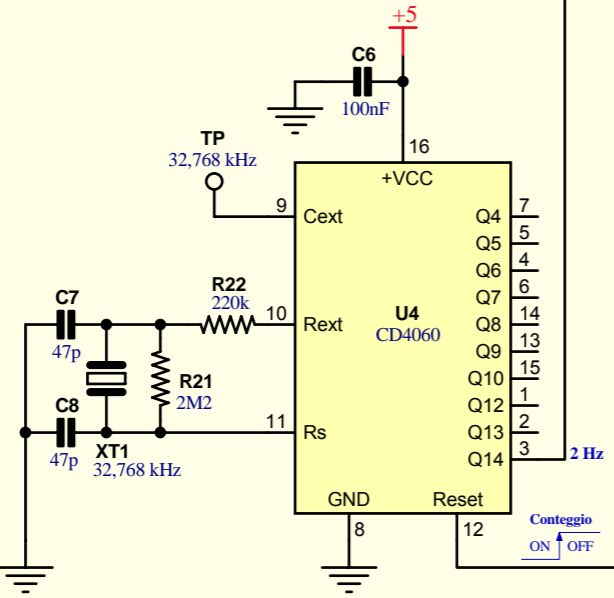 +5
C6
100nF
TP
32,768 kHz
16
+VCC
9
Cext
Q4
7
Q5
5
Q6
4
Q7
6
Q8
14
Q9
13
Q10
15
Q12
1
Q13
2
Q14
3
2 Hz
R22
220k
10
Rext
U4
CD4060
C7
47p
R21
2M2
C8
47p
XT1
32,768 kHz
11
Rs
GND
Reset
8
12
Conteggio
ON OFF